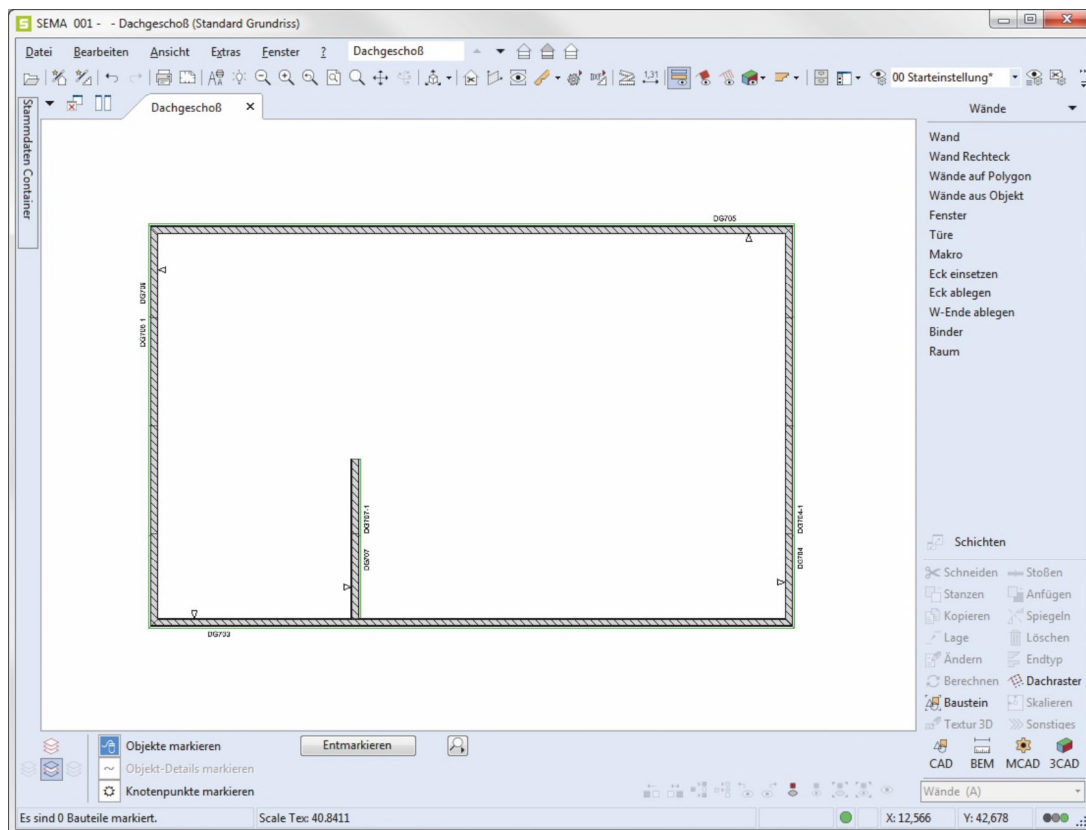 SEMA 001 - - Dachgeschoß (Standard Grundriss)
Datei Bearbeiten Ansicht Extras Fenster ? Dachgeschoß
1,31 00 Starteinstellung*
Stammdaten Container
Dachgeschoß X
Wände
Wand
Wand Rechteck
Wände auf Polygon
Wände aus Objekt
Fenster
Türe
Makro
Eck einsetzen
Eck ablegen
W-Ende ablegen
Binder
Raum
DG705
DG706-1
DG707-1
DG707
DG704-1
DG704
DG703
Schichten
Schneiden Stoßen
Stanzen Anfügen
Kopieren Spiegeln
Lage Löschen
Ändern Endtyp
Berechnen Dachraster
Baustein Skalieren
Textur 3D Sonstiges
CAD BEM MCAD 3CAD
Wände (A)
Objekte markieren Entmarkieren
Objekt-Details markieren
Knotenpunkte markieren
Es sind 0 Bauteile markiert. Scale Tex: 40.8411 X: 12,566 Y: 42,678